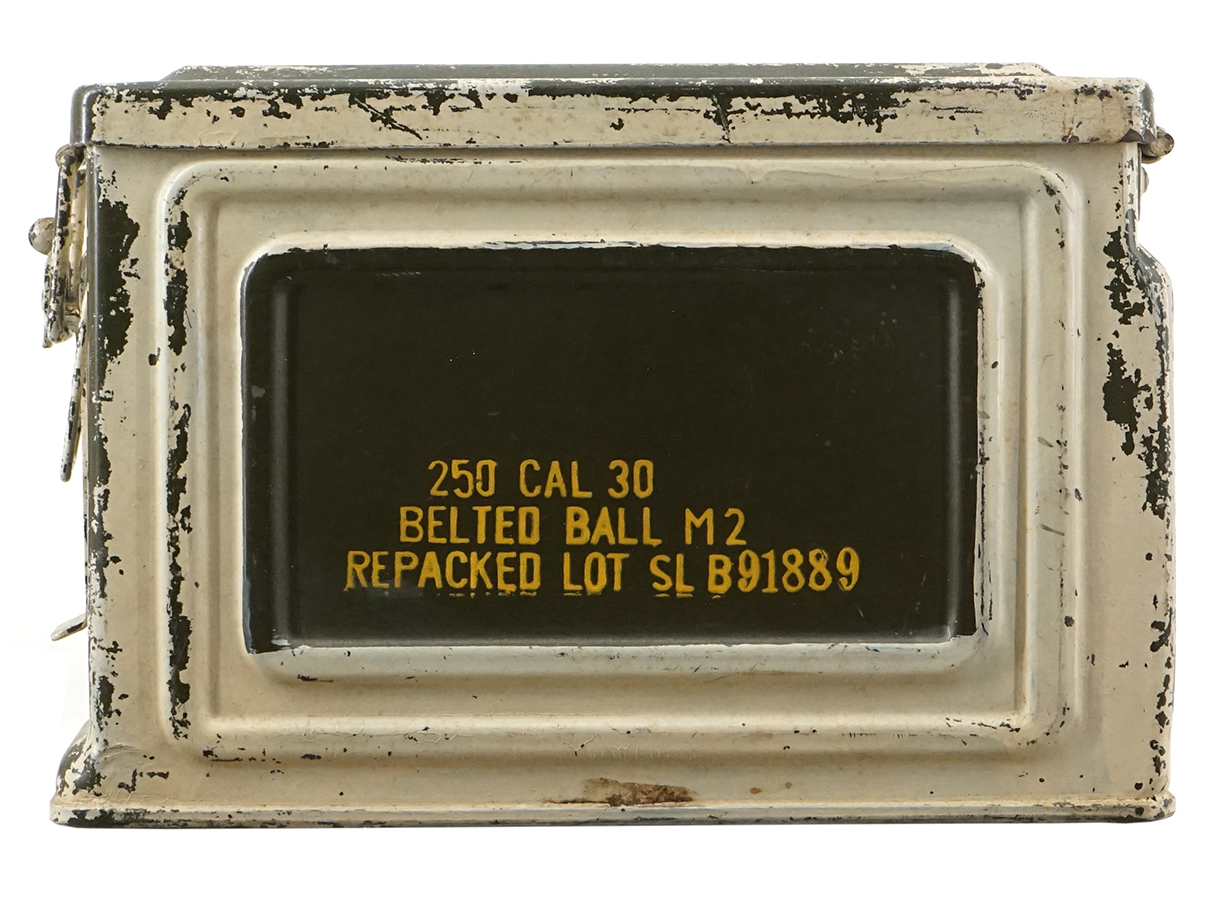 250 CAL 30
BELTED BALL M2
REPACKED LOT SL B91889